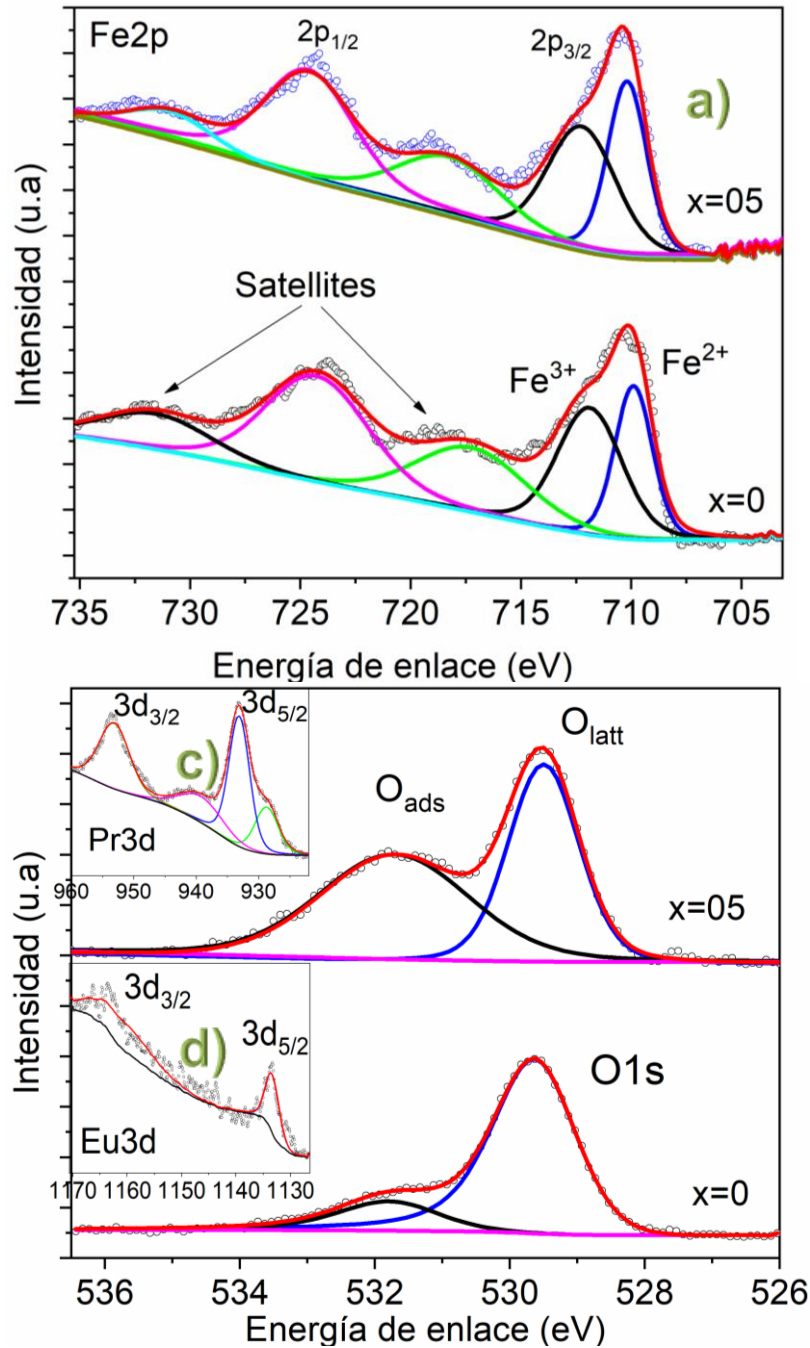 Fe2p
2p1/2
2p3/2
a)
x=05
Satellites
Fe3+
Fe2+
x=0
Intensidad (u.a)
735 730 725 720 715 710 705
Energía de enlace (eV)
3d3/2
3d5/2
c)
Pr3d
960 950 940 930
Olatt
Oads
x=05
3d3/2
d)
3d5/2
Eu3d
1170 1160 1150 1140 1130
O1s
x=0
Intensidad (u.a)
536 534 532 530 528 526
Energía de enlace (eV)